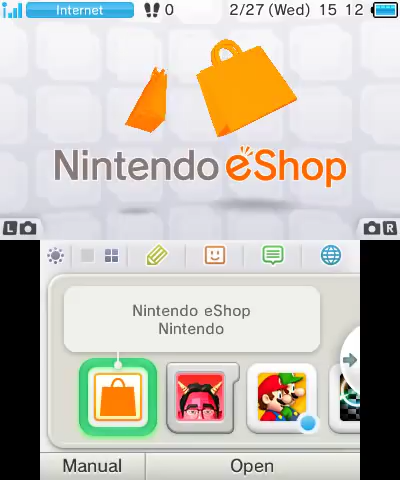 Internet
0
2/27 (Wed) 15 12
Nintendo eShop
L
R
Nintendo eShop
Nintendo
Manual
Open